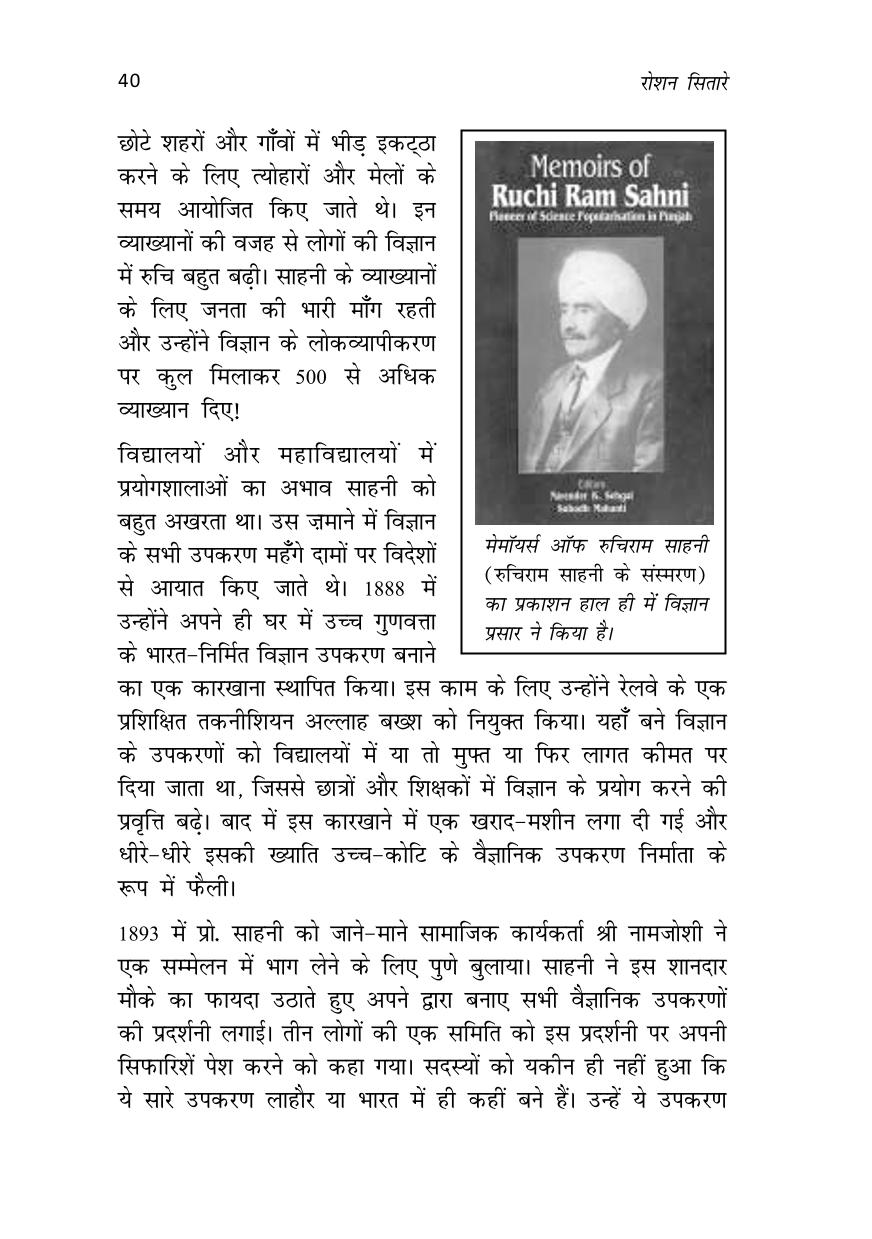 40
रोशन सितारे
छोटे शहरों और गाँवों में भीड़ इकट्ठा
करने के लिए त्योहारों और मेलों के
समय आयोजित किए जाते थे। इन
व्याख्यानों की वजह से लोगों की विज्ञान
में रुचि बहुत बढ़ी। साहनी के व्याख्यानों
के लिए जनता की भारी माँग रहती
और उन्होंने विज्ञान के लोकव्यापीकरण
पर कुल मिलाकर 500 से अधिक
व्याख्यान दिए!
विद्यालयों और महाविद्यालयों में
प्रयोगशालाओं का अभाव साहनी को
बहुत अखरता था। उस ज़माने में विज्ञान
के सभी उपकरण महँगे दामों पर विदेशों
से आयात किए जाते थे। 1888 में
उन्होंने अपने ही घर में उच्च गुणवत्ता
के भारत-निर्मित विज्ञान उपकरण बनाने
Memoirs of
Ruchi Ram Sahni
Pioneer of Science Popularisation in Punjab
Editors
Narender K. Sehgal
Subodh Mahanti
मेमॉयर्स ऑफ रुचिराम साहनी
(रुचिराम साहनी के संस्मरण)
का प्रकाशन हाल ही में विज्ञान
प्रसार ने किया है।
का एक कारखाना स्थापित किया। इस काम के लिए उन्होंने रेलवे के एक
प्रशिक्षित तकनीशियन अल्लाह बख्श को नियुक्त किया। यहाँ बने विज्ञान
के उपकरणों को विद्यालयों में या तो मुफ्त या फिर लागत कीमत पर
दिया जाता था, जिससे छात्रों और शिक्षकों में विज्ञान के प्रयोग करने की
प्रवृत्ति बढ़े। बाद में इस कारखाने में एक खराद-मशीन लगा दी गई और
धीरे-धीरे इसकी ख्याति उच्च-कोटि के वैज्ञानिक उपकरण निर्माता के
रूप में फैली।
1893 में प्रो. साहनी को जाने-माने सामाजिक कार्यकर्ता श्री नामजोशी ने
एक सम्मेलन में भाग लेने के लिए पुणे बुलाया। साहनी ने इस शानदार
मौके का फायदा उठाते हुए अपने द्वारा बनाए सभी वैज्ञानिक उपकरणों
की प्रदर्शनी लगाई। तीन लोगों की एक समिति को इस प्रदर्शनी पर अपनी
सिफारिशें पेश करने को कहा गया। सदस्यों को यकीन ही नहीं हुआ कि
ये सारे उपकरण लाहौर या भारत में ही कहीं बने हैं। उन्हें ये उपकरण